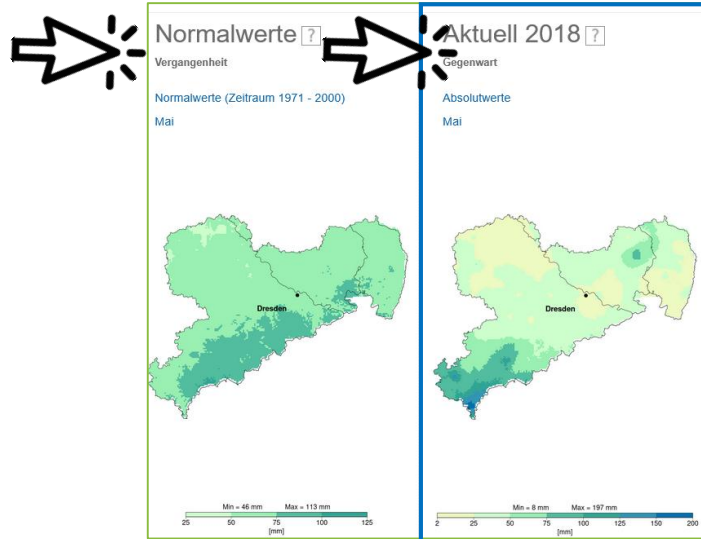 Normalwerte ?
Vergangenheit
Normalwerte (Zeitraum 1971 - 2000)
Mai
Dresden
Min = 46 mm Max = 113 mm
25 50 75 100 125
[mm]
Aktuell 2018 ?
Gegenwart
Absolutwerte
Mai
Dresden
Min = 8 mm Max = 197 mm
2 25 50 75 100 125 150 200
[mm]